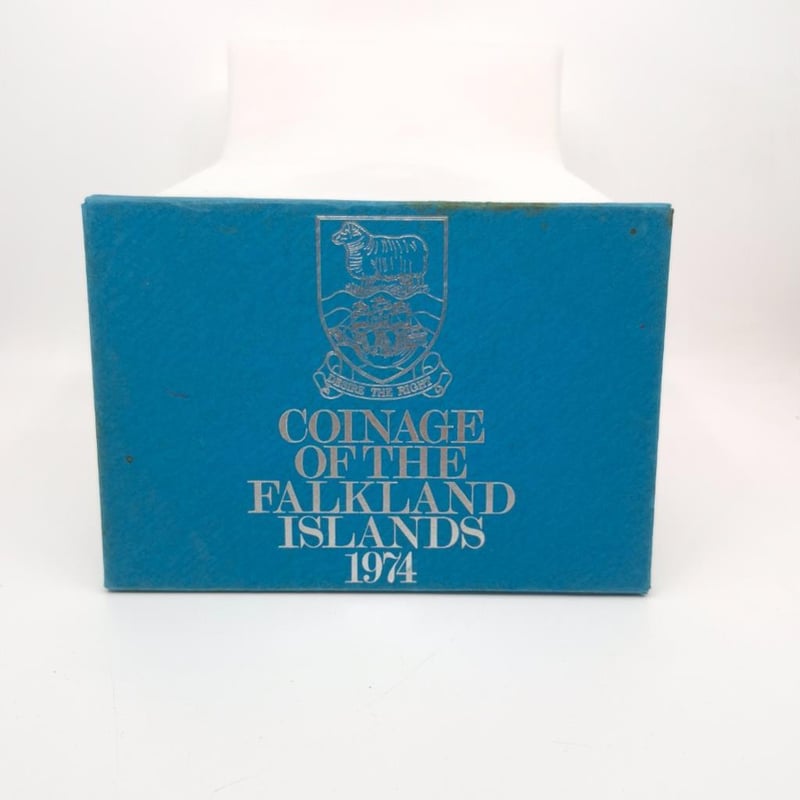 DESIRE THE RIGHT
COINAGE
OF THE
FALKLAND
ISLANDS
1974